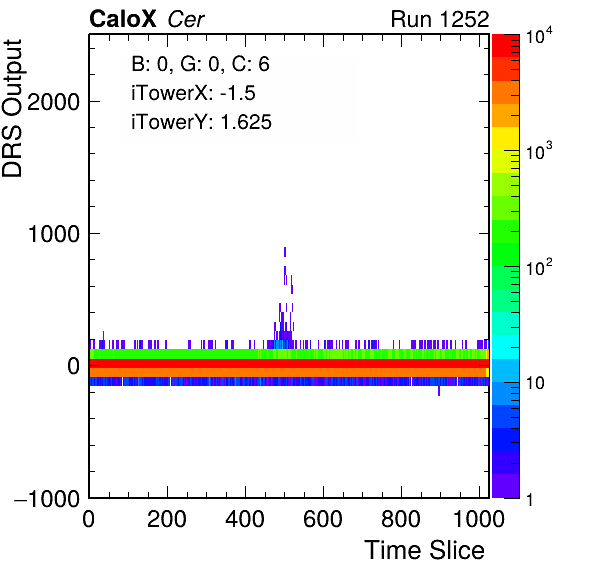 CaloX Cer Run 1252
DRS Output
B: 0, G: 0, C: 6
iTowerX: -1.5
iTowerY: 1.625
2000
1000
0
−1000
0 200 400 600 800 1000
Time Slice
10⁴
10³
10²
10
1